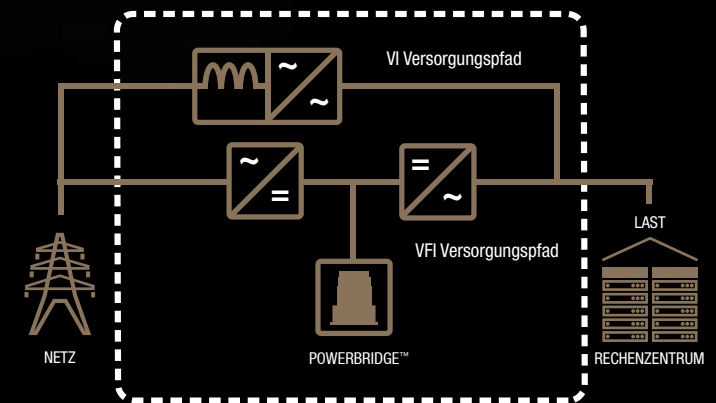 VI Versorgungspfad
~
~
~
=
=
~
LAST
VFI Versorgungspfad
NETZ
POWERBRIDGE™
RECHENZENTRUM